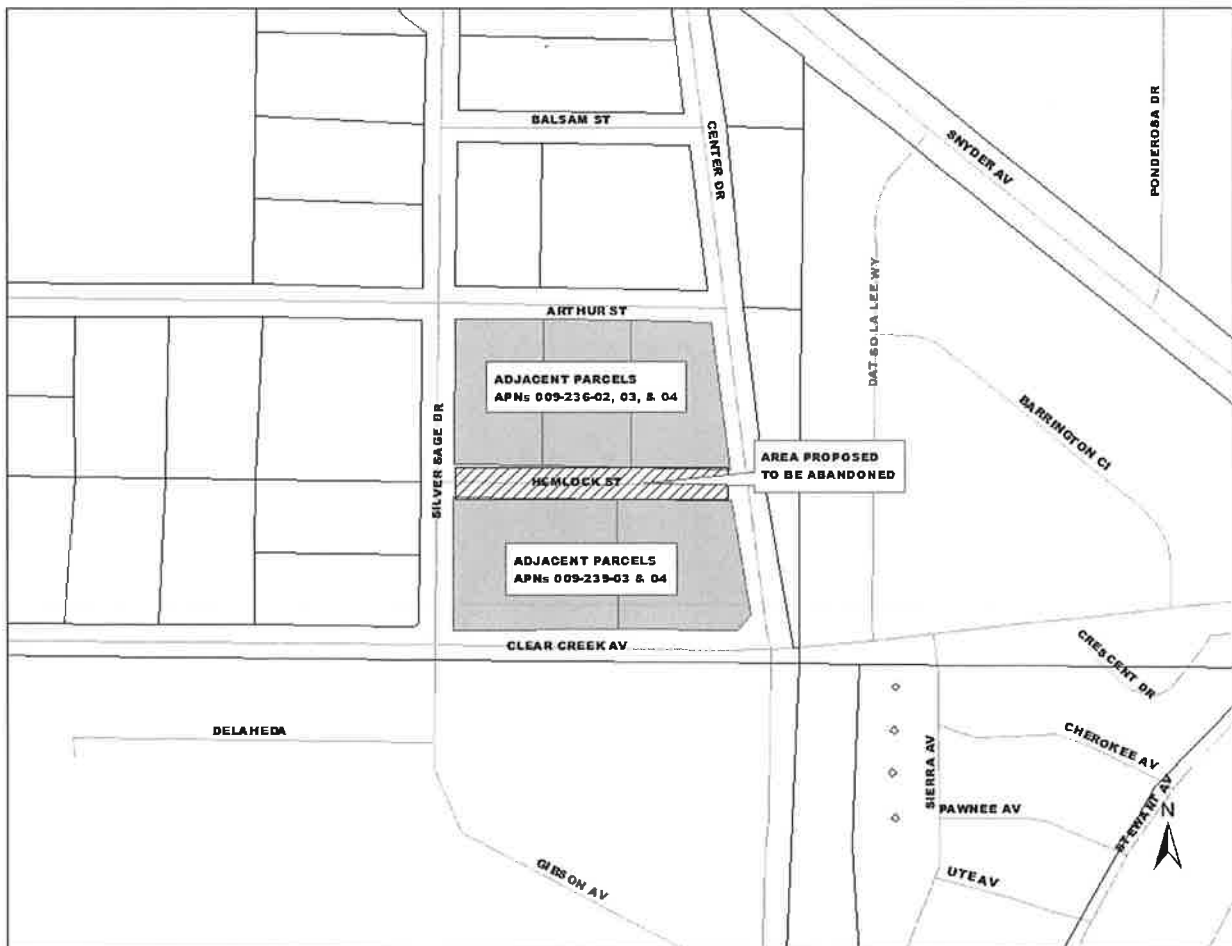 BALSAM ST
CENTER DR
SNYDER AV
PONDEROSA DR
ARTHUR ST
DAT SO LA LEE WY
ADJACENT PARCELS
APNs 009-236-02, 03, & 04
BARRINGTON CI
SILVER SAGE DR
HEMLOCK ST
AREA PROPOSED
TO BE ABANDONED
ADJACENT PARCELS
APNs 009-239-03 & 04
CLEAR CREEK AV
CRESCENT DR
DELAHEDA
CHEROKEE AV
SIERRA AV
STEWART AV
N
PAWNEE AV
GIBSON AV
UTE AV